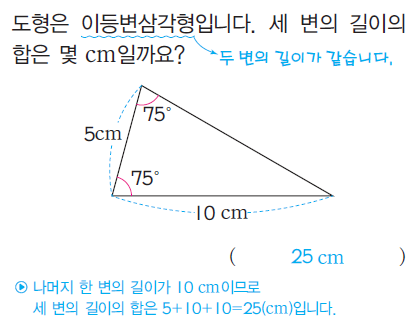 도형은 이등변삼각형입니다. 세 변의 길이의
합은 몇 cm일까요?
두 변의 길이가 같습니다.
75°
5cm
75°
10 cm
( 25 cm )
▶ 나머지 한 변의 길이가 10 cm이므로
세 변의 길이의 합은 5+10+10=25(cm)입니다.